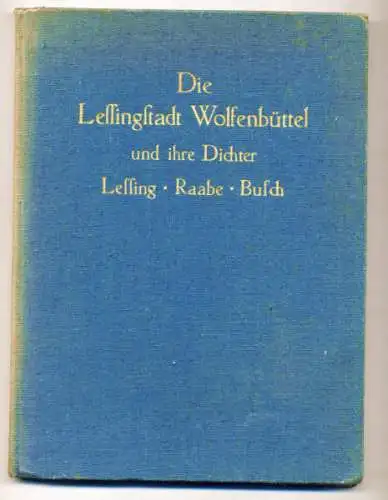 Die
Leſſingſtadt Wolfenbüttel
und ihre Dichter
Leſſing · Raabe · Buſch